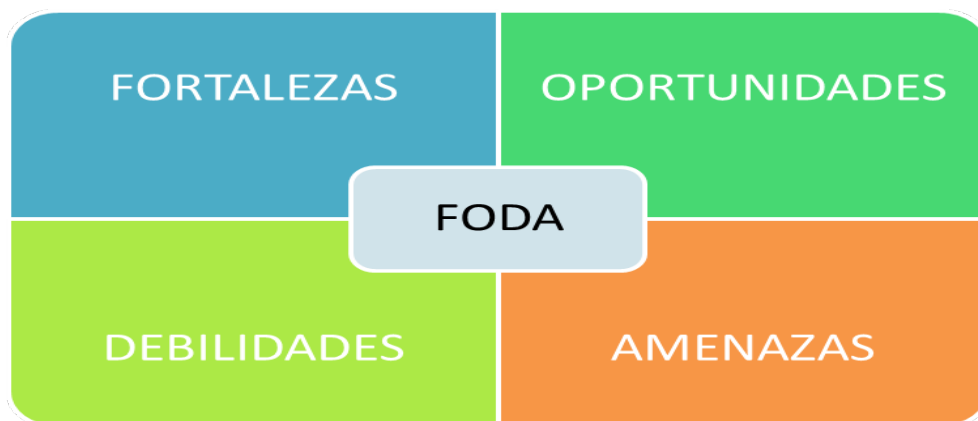 FORTALEZAS
OPORTUNIDADES
FODA
DEBILIDADES
AMENAZAS